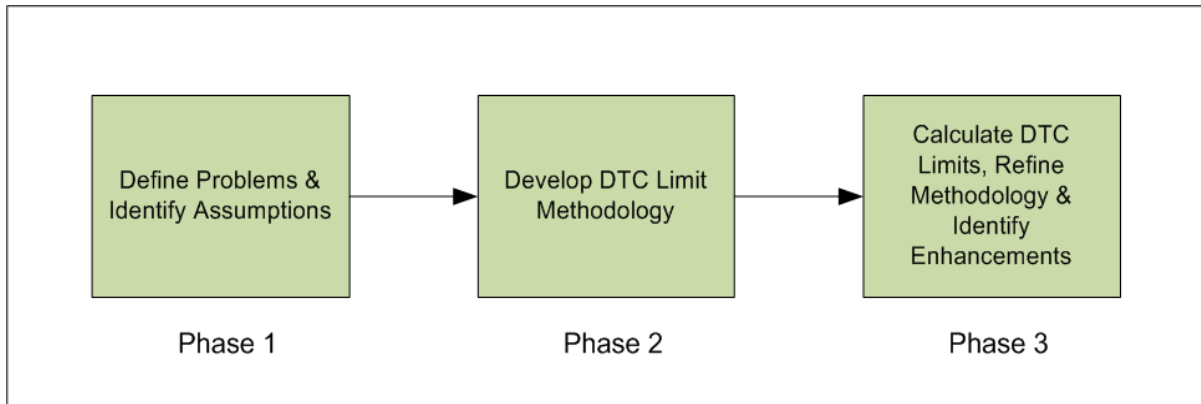 Define Problems &
Identify Assumptions
Develop DTC Limit
Methodology
Calculate DTC
Limits, Refine
Methodology &
Identify
Enhancements
Phase 1
Phase 2
Phase 3